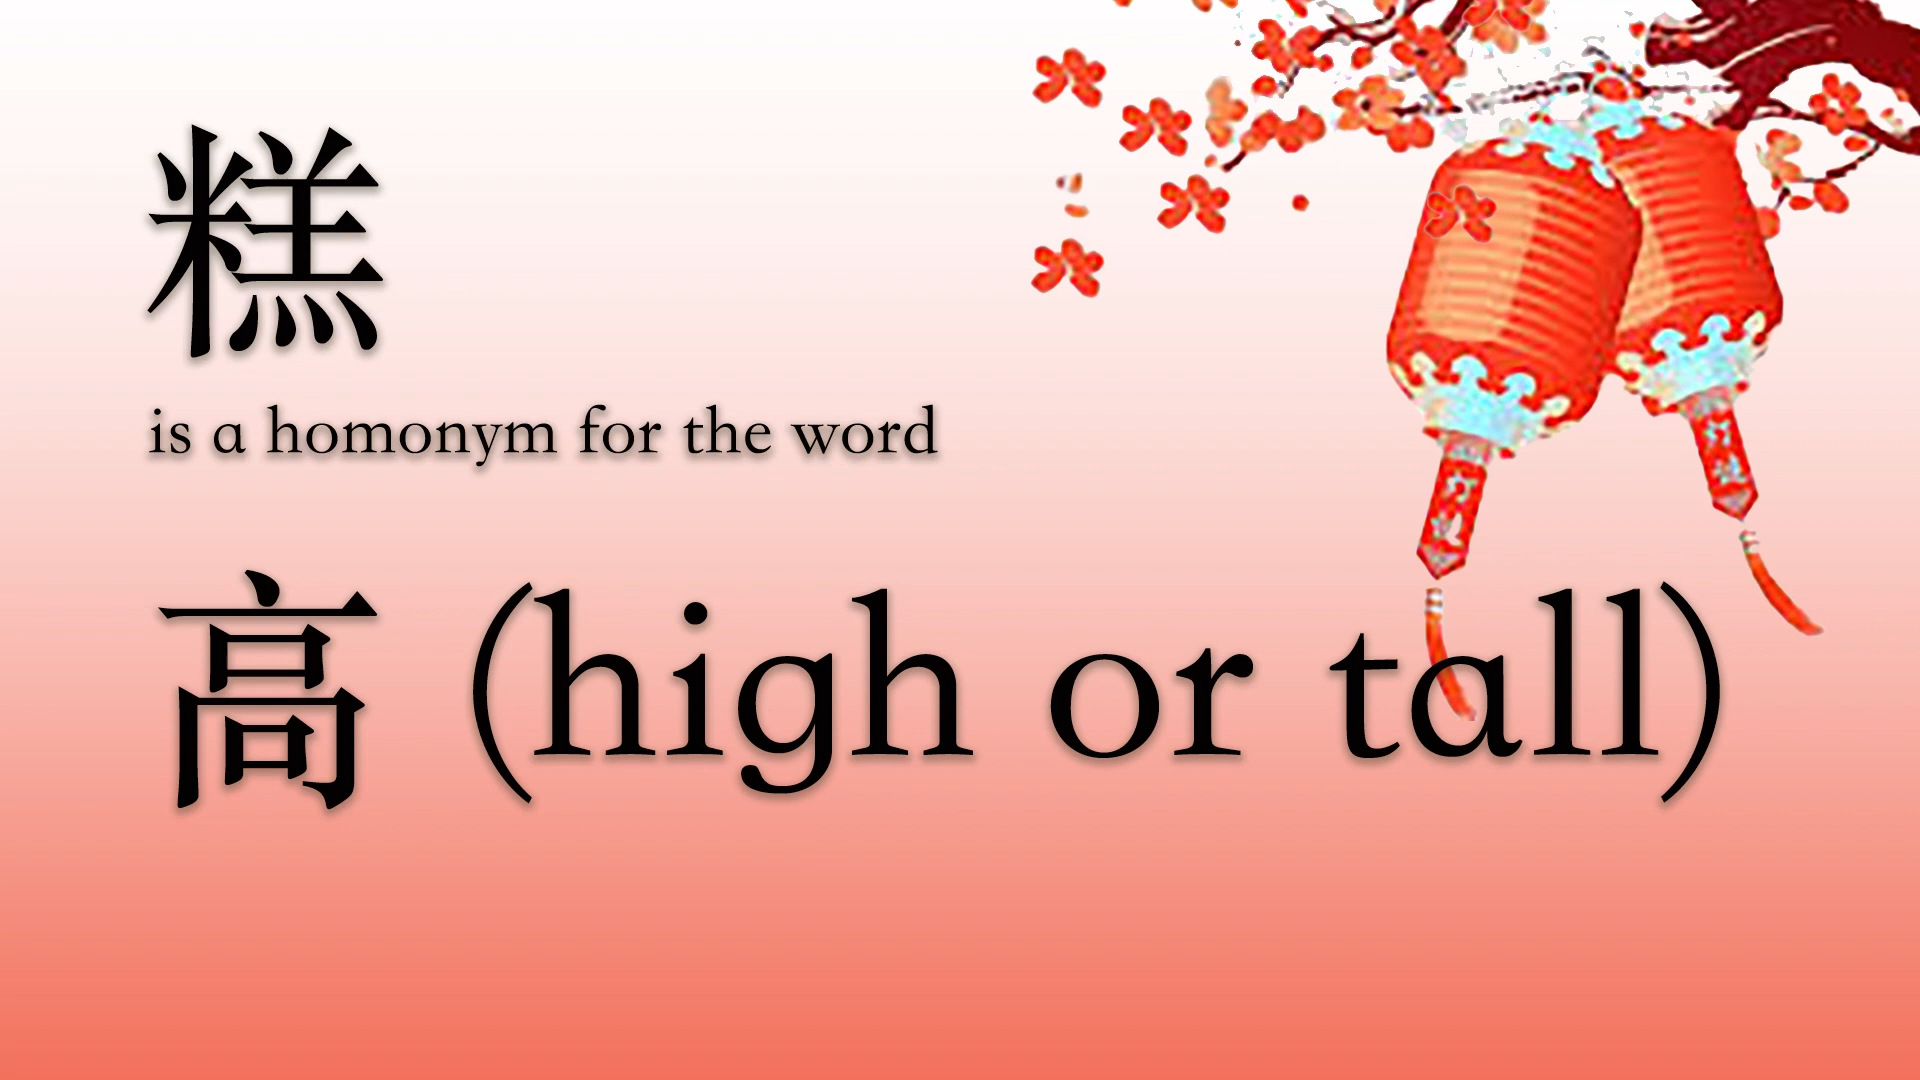 糕
is a homonym for the word
高 (high or tall)